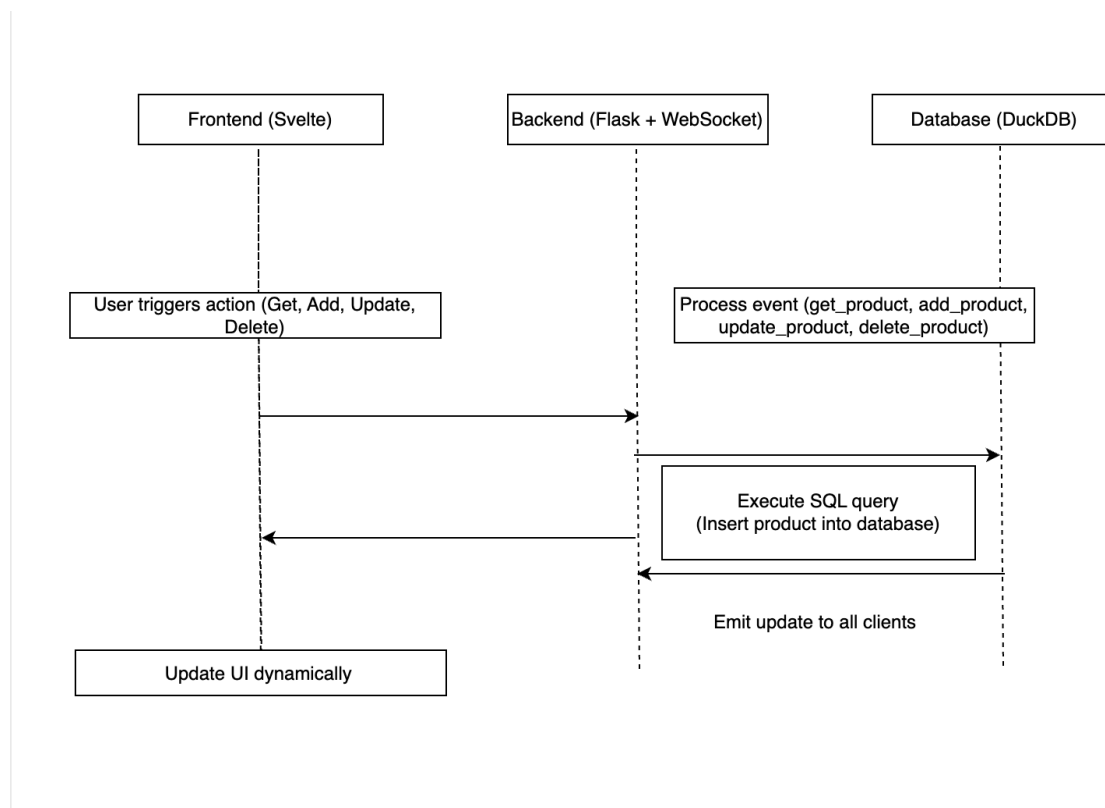 Frontend (Svelte)
Backend (Flask + WebSocket)
Database (DuckDB)
User triggers action (Get, Add, Update,
Delete)
Process event (get_product, add_product,
update_product, delete_product)
Execute SQL query
(Insert product into database)
Emit update to all clients
Update UI dynamically